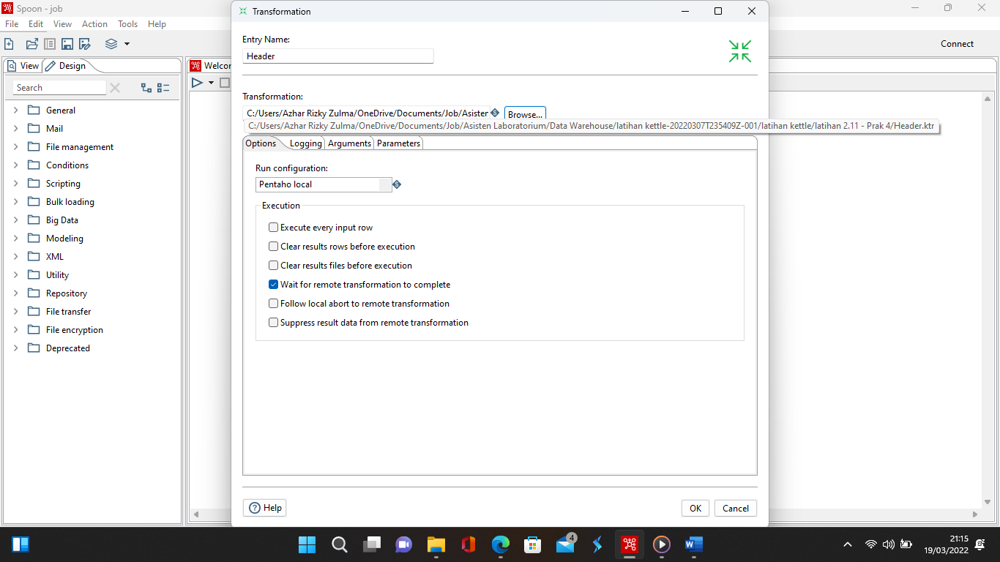 Spoon - job
File Edit View Action Tools Help
Connect
View Design
Search
General
Mail
File management
Conditions
Scripting
Bulk loading
Big Data
Modeling
XML
Utility
Repository
File transfer
File encryption
Deprecated
Welcor
Transformation
Entry Name:
Header
Transformation:
C:/Users/Azhar Rizky Zulma/OneDrive/Documents/Job/Asisten Browse...
C:/Users/Azhar Rizky Zulma/OneDrive/Documents/Job/Asisten Laboratorium/Data Warehouse/latihan kettle-20220307T235409Z-001/latihan kettle/latihan 2.11 - Prak 4/Header.ktr
Options Logging Arguments Parameters
Run configuration:
Pentaho local
Execution
Execute every input row
Clear results rows before execution
Clear results files before execution
Wait for remote transformation to complete
Follow local abort to remote transformation
Suppress result data from remote transformation
Help OK Cancel
4
21:15
19/03/2022